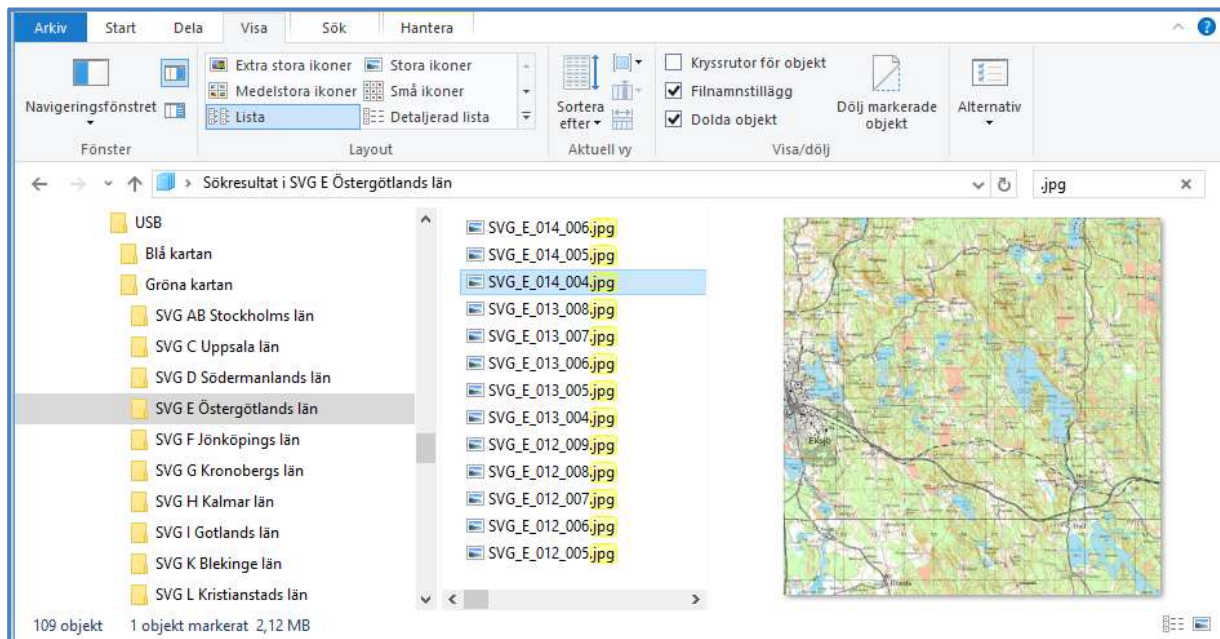 Arkiv Start Dela Visa Sök Hantera
Navigeringsfönstret
Fönster
Extra stora ikoner Stora ikoner
Medelstora ikoner Små ikoner
Lista Detaljerad lista
Layout
Sortera
efter
Aktuell vy
Kryssrutor för objekt
Filnamnstillägg
Dolda objekt
Dölj markerade
objekt
Visa/dölj
Alternativ
Sökresultat i SVG E Östergötlands län
.jpg
USB
Blå kartan
Gröna kartan
SVG AB Stockholms län
SVG C Uppsala län
SVG D Södermanlands län
SVG E Östergötlands län
SVG F Jönköpings län
SVG G Kronobergs län
SVG H Kalmar län
SVG I Gotlands län
SVG K Blekinge län
SVG L Kristianstads län
SVG_E_014_006.jpg
SVG_E_014_005.jpg
SVG_E_014_004.jpg
SVG_E_013_008.jpg
SVG_E_013_007.jpg
SVG_E_013_006.jpg
SVG_E_013_005.jpg
SVG_E_013_004.jpg
SVG_E_012_009.jpg
SVG_E_012_008.jpg
SVG_E_012_007.jpg
SVG_E_012_006.jpg
SVG_E_012_005.jpg
Eksjö
109 objekt 1 objekt markerat 2,12 MB